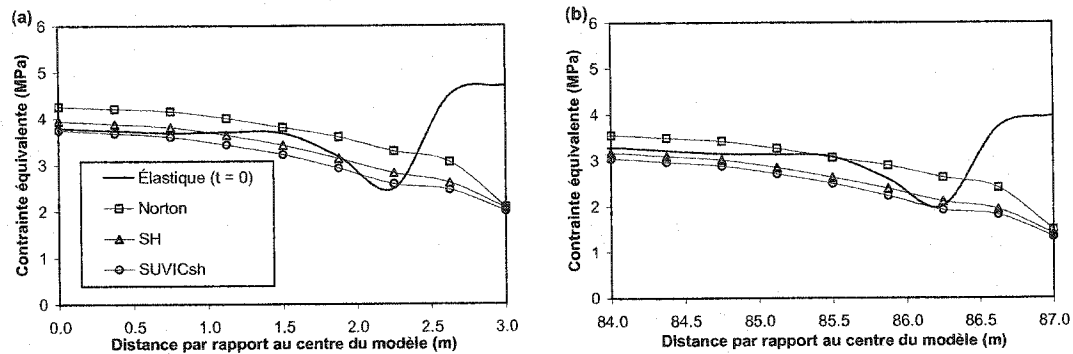 (a)
6
5
4
3
2
1
0
Contrainte équivalente (MPa)
Élastique (t = 0)
Norton
SH
SUVICsh
0.0 0.5 1.0 1.5 2.0 2.5 3.0
Distance par rapport au centre du modèle (m)
(b)
6
5
4
3
2
1
0
Contrainte équivalente (MPa)
84.0 84.5 85.0 85.5 86.0 86.5 87.0
Distance par rapport au centre du modèle (m)